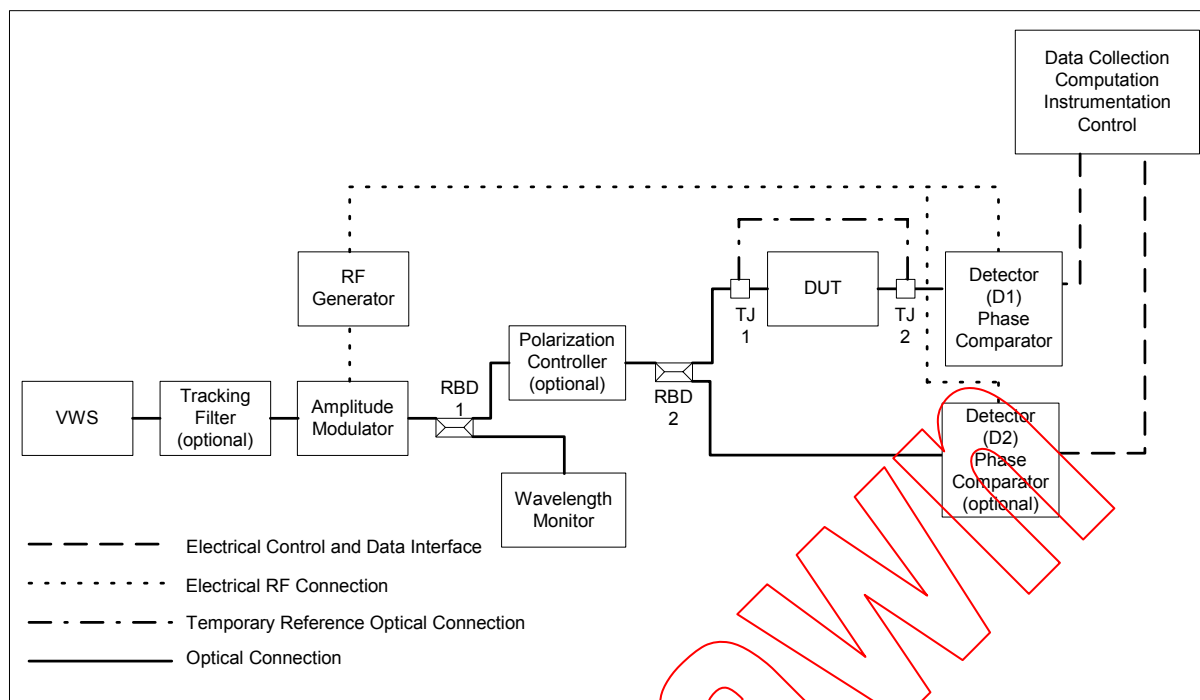 Data Collection
Computation
Instrumentation
Control
RF
Generator
DUT
TJ
1
TJ
2
Detector
(D1)
Phase
Comparator
Polarization
Controller
(optional)
VWS
Tracking
Filter
(optional)
Amplitude
Modulator
RBD
1
RBD
2
Detector
(D2)
Phase
Comparator
(optional)
Wavelength
Monitor
Electrical Control and Data Interface
Electrical RF Connection
Temporary Reference Optical Connection
Optical Connection